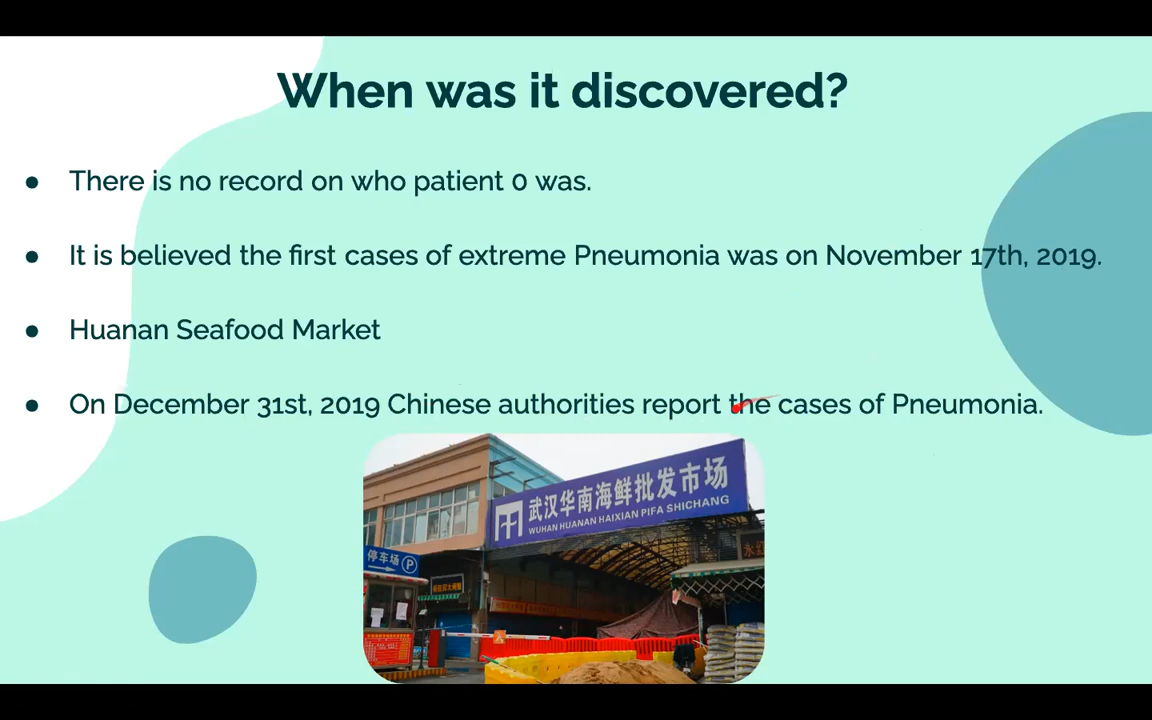 When was it discovered?
● There is no record on who patient 0 was.
● It is believed the first cases of extreme Pneumonia was on November 17th, 2019.
● Huanan Seafood Market
● On December 31st, 2019 Chinese authorities report the cases of Pneumonia.
武汉华南海鲜批发市场
WUHAN HUANAN HAIXIAN PIFA SHICHANG
停车场 P